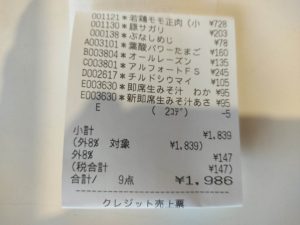 001121*若鶏モモ正肉(小 ¥728
001130*豚サガリ ¥203
000138*ぶなしめじ ¥78
A003101*葉酸パワーたまご ¥180
B003804*オールレーズン ¥135
C003801*アルフォートFS ¥245
D002617*チルドシウマイ ¥105
E003630*即席生みそ汁 わか ¥95
E003630*新即席生みそ汁あさ ¥95
E ( 2コデ) -5
小計 ¥1,839
(外8% 対象 ¥1,839)
外8% ¥147
(税合計 ¥147)
合計/ 9点 ¥1,986
クレジット売上票